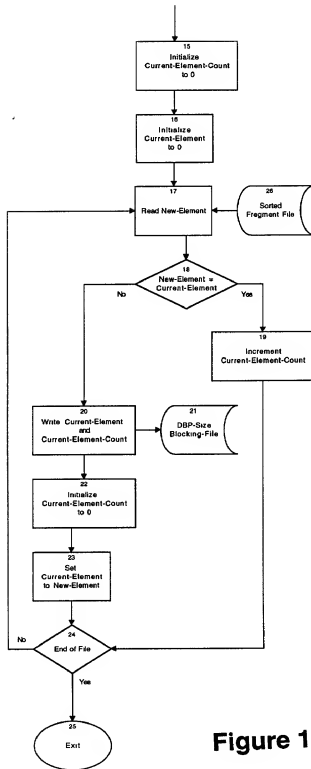 15
Initialize
Current-Element-Count
to 0
16
Initialize
Current-Element
to 0
17
Read New-Element
26
Sorted
Fregment File
18
New-Element =
Current-Element
No
Yes
19
Increment
Current-Element-Count
20
Write Current-Element
and
Current-Element-Count
21
DBP-Size
Blocking-File
22
Initialize
Current-Element-Count
to 0
23
Set
Current-Element
to New-Element
24
End of File
No
Yes
25
Exit
Figure 1